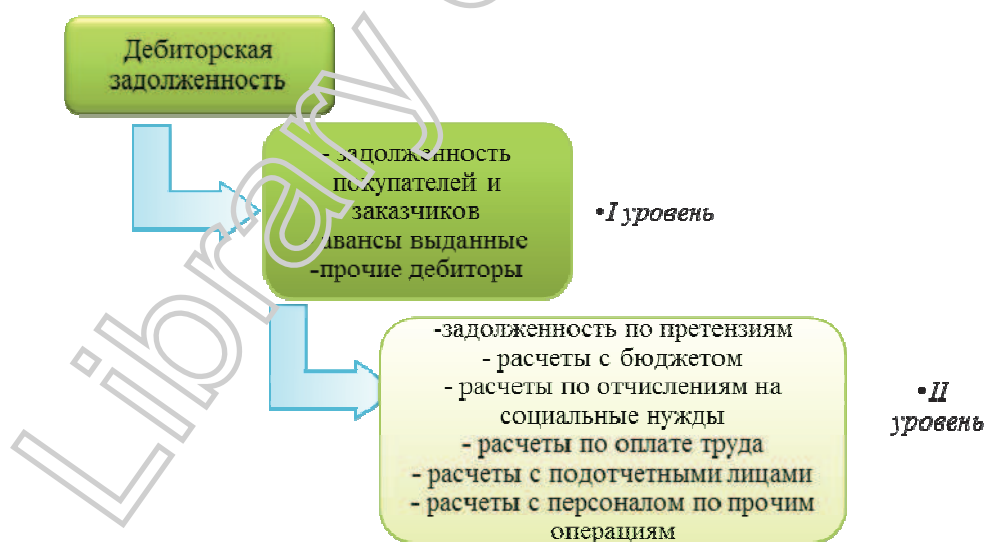 Дебиторская
задолженность
- задолженность
покупателей и
заказчиков
-авансы выданные
-прочие дебиторы
•I уровень
-задолженность по претензиям
- расчеты с бюджетом
- расчеты по отчислениям на
социальные нужды
- расчеты по оплате труда
- расчеты с подотчетными лицами
- расчеты с персоналом по прочим
операциям
•II
уровень
Library